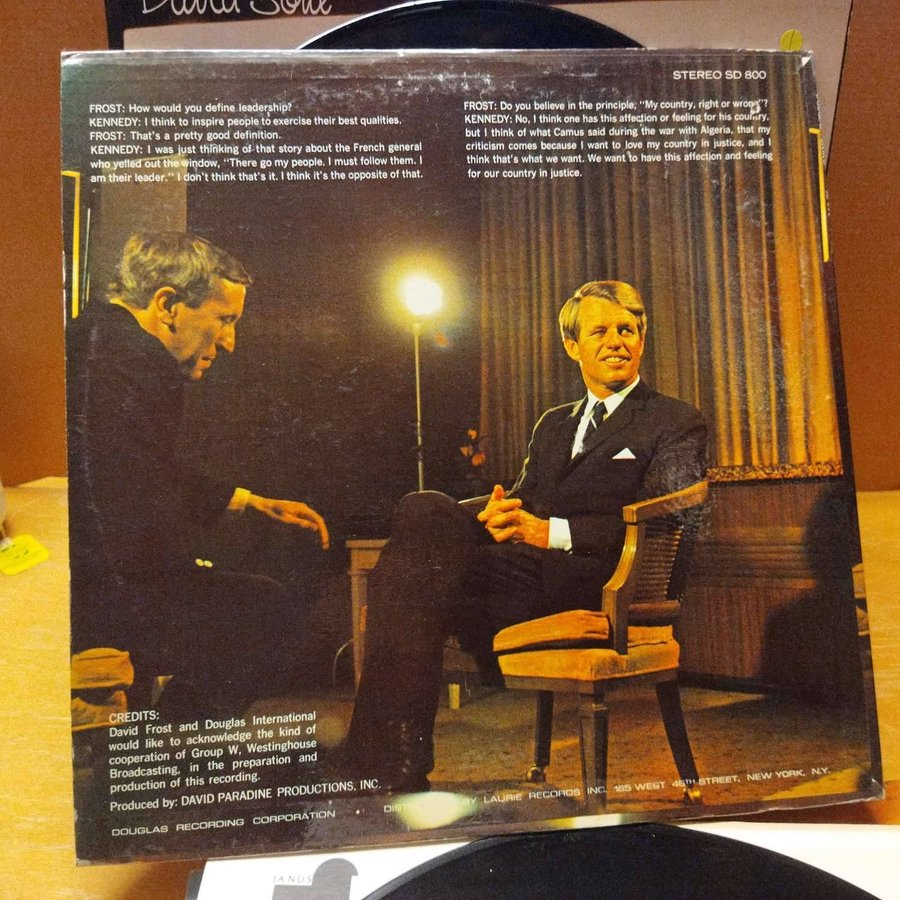 David Soul
STEREO SD 800
FROST: How would you define leadership?
KENNEDY: I think to inspire people to exercise their best qualities.
FROST: That's a pretty good definition.
KENNEDY: I was just thinking of that story about the French general
who yelled out the window, "There go my people. I must follow them. I
am their leader." I don't think that's it. I think it's the opposite of that.
FROST: Do you believe in the principle, "My country, right or wrong"?
KENNEDY: No, I think one has this affection or feeling for his country,
but I think of what Camus said during the war with Algeria, that my
criticism comes because I want to love my country in justice, and I
think that's what we want. We want to have this affection and feeling
for our country in justice.
CREDITS:
David Frost and Douglas International
would like to acknowledge the kind of
cooperation of Group W, Westinghouse
Broadcasting, in the preparation and
production of this recording.
Produced by: DAVID PARADINE PRODUCTIONS, INC.
DOUGLAS RECORDING CORPORATION
BY LAURIE RECORDS INC. 165 WEST 46TH STREET, NEW YORK, N.Y.
JANUS